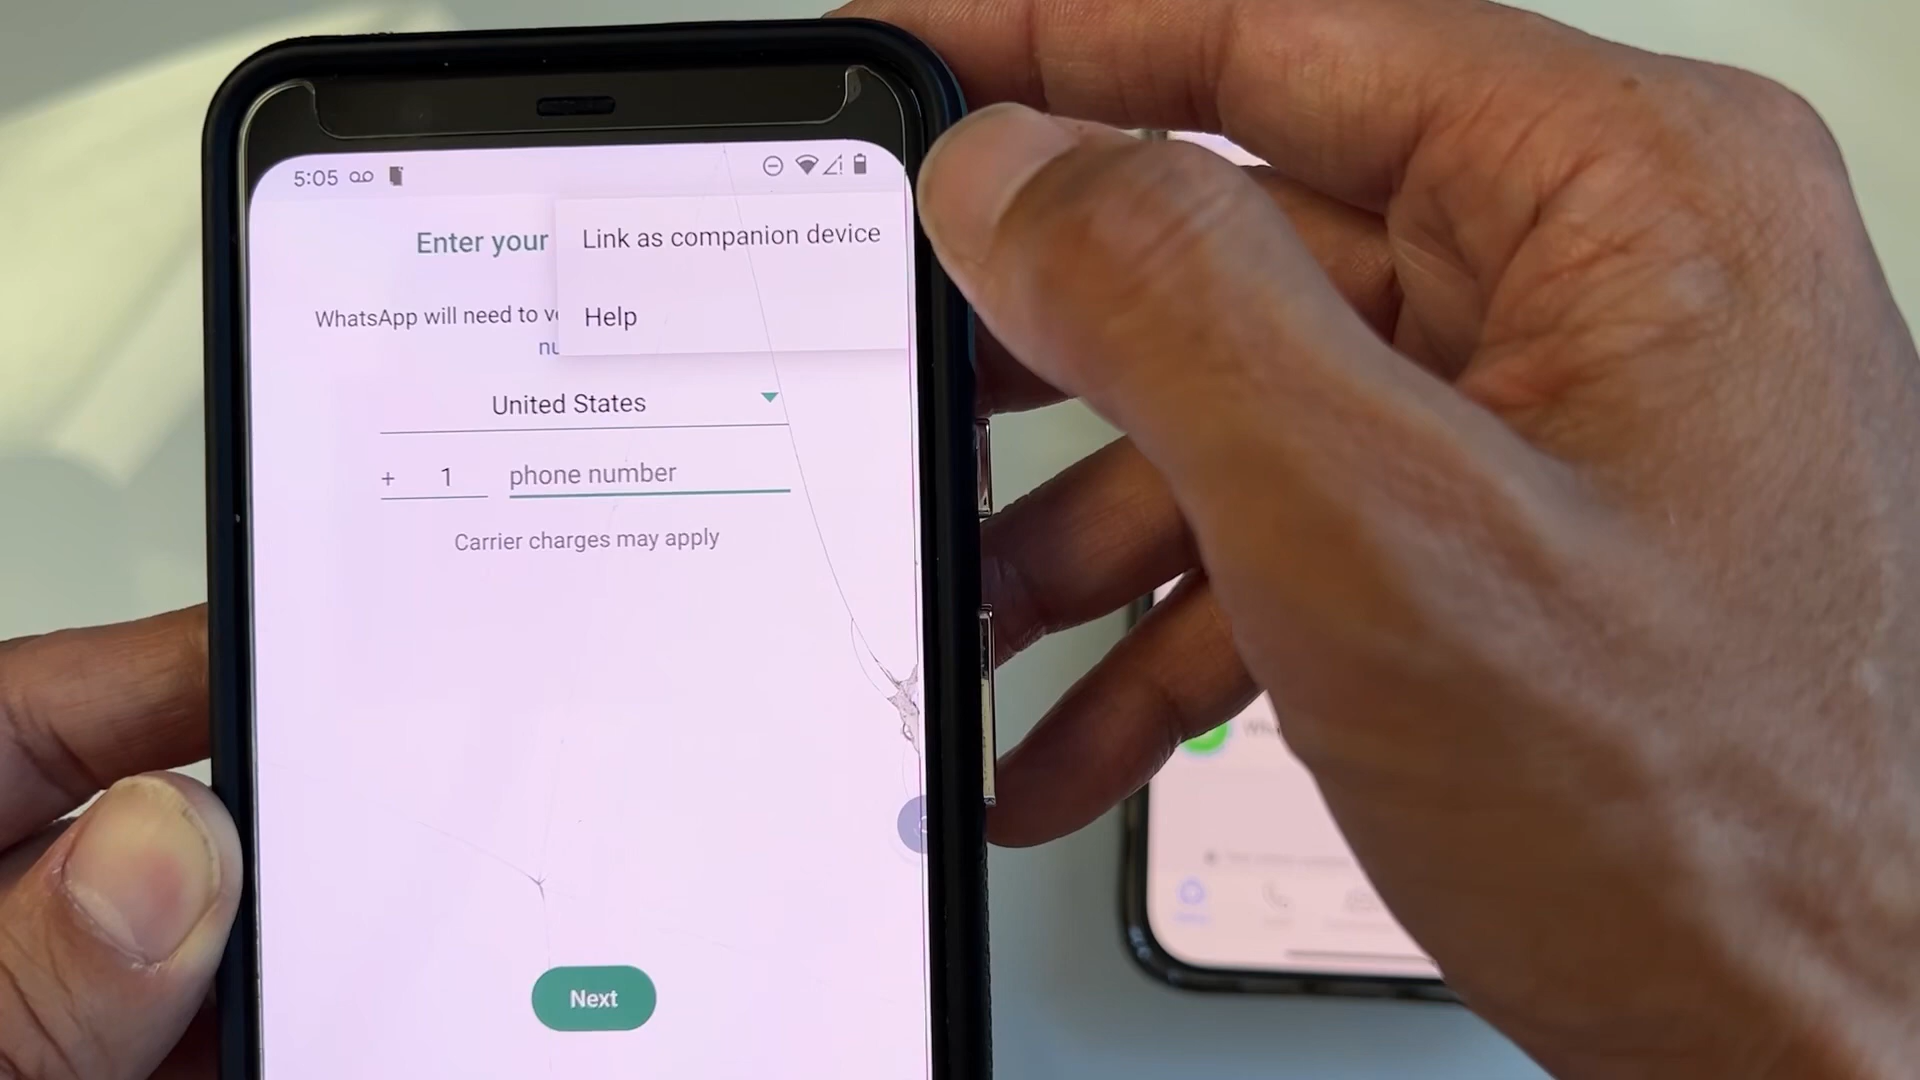 5:05
Enter your
Link as companion device
Help
WhatsApp will need to
United States
+ 1 phone number
Carrier charges may apply
Next